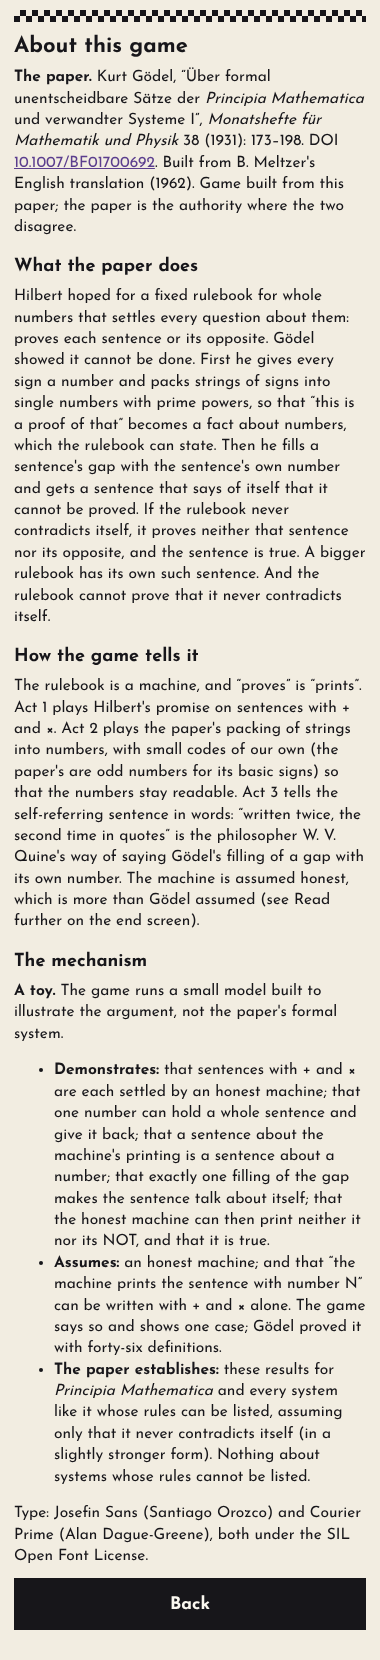 About this game
The paper. Kurt Gödel, “Über formal
unentscheidbare Sätze der Principia Mathematica
und verwandter Systeme I”, Monatshefte für
Mathematik und Physik 38 (1931): 173–198. DOI
10.1007/BF01700692. Built from B. Meltzer's
English translation (1962). Game built from this
paper; the paper is the authority where the two
disagree.
What the paper does
Hilbert hoped for a fixed rulebook for whole
numbers that settles every question about them:
proves each sentence or its opposite. Gödel
showed it cannot be done. First he gives every
sign a number and packs strings of signs into
single numbers with prime powers, so that “this is
a proof of that” becomes a fact about numbers,
which the rulebook can state. Then he fills a
sentence's gap with the sentence's own number
and gets a sentence that says of itself that it
cannot be proved. If the rulebook never
contradicts itself, it proves neither that sentence
nor its opposite, and the sentence is true. A bigger
rulebook has its own such sentence. And the
rulebook cannot prove that it never contradicts
itself.
How the game tells it
The rulebook is a machine, and “proves” is “prints”.
Act 1 plays Hilbert's promise on sentences with +
and ×. Act 2 plays the paper's packing of strings
into numbers, with small codes of our own (the
paper's are odd numbers for its basic signs) so
that the numbers stay readable. Act 3 tells the
self-referring sentence in words: “written twice, the
second time in quotes” is the philosopher W. V.
Quine's way of saying Gödel's filling of a gap with
its own number. The machine is assumed honest,
which is more than Gödel assumed (see Read
further on the end screen).
The mechanism
A toy. The game runs a small model built to
illustrate the argument, not the paper's formal
system.
• Demonstrates: that sentences with + and ×
are each settled by an honest machine; that
one number can hold a whole sentence and
give it back; that a sentence about the
machine's printing is a sentence about a
number; that exactly one filling of the gap
makes the sentence talk about itself; that
the honest machine can then print neither it
nor its NOT, and that it is true.
• Assumes: an honest machine; and that “the
machine prints the sentence with number N”
can be written with + and × alone. The game
says so and shows one case; Gödel proved it
with forty-six definitions.
• The paper establishes: these results for
Principia Mathematica and every system
like it whose rules can be listed, assuming
only that it never contradicts itself (in a
slightly stronger form). Nothing about
systems whose rules cannot be listed.
Type: Josefin Sans (Santiago Orozco) and Courier
Prime (Alan Dague-Greene), both under the SIL
Open Font License.
Back